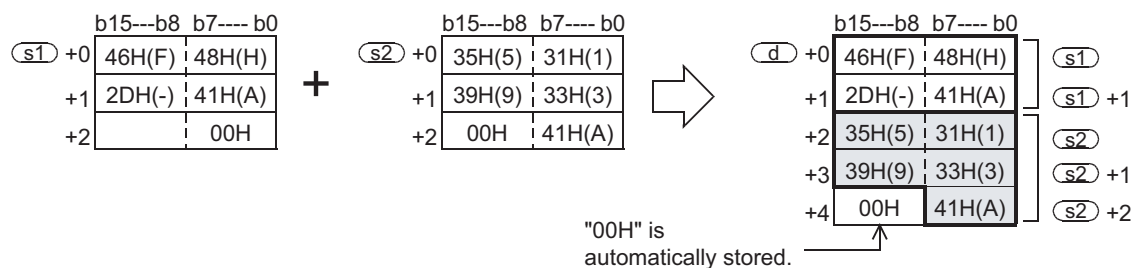 b15---b8 b7---- b0 b15---b8 b7---- b0 b15---b8 b7---- b0
s1 +0 46H(F) 48H(H) s2 +0 35H(5) 31H(1) d +0 46H(F) 48H(H) s1
+1 2DH(-) 41H(A) + +1 39H(9) 33H(3) +1 2DH(-) 41H(A) s1 +1
+2 00H +2 00H 41H(A) +2 35H(5) 31H(1) s2
+3 39H(9) 33H(3) s2 +1
+4 00H 41H(A) s2 +2
"00H" is
automatically stored.